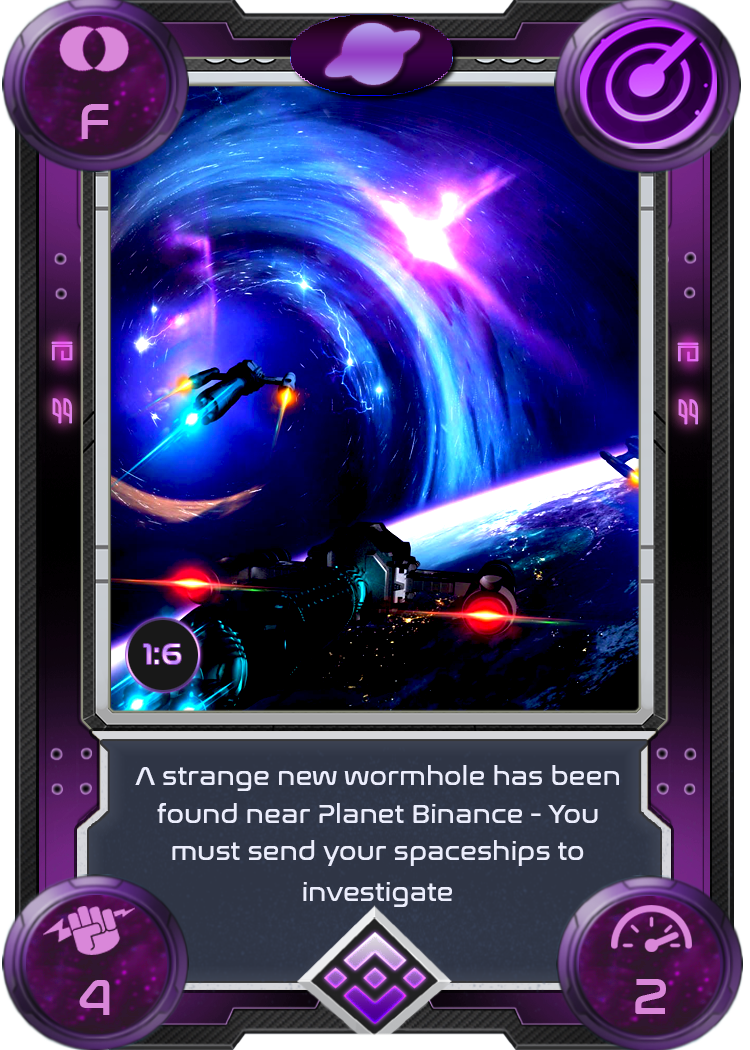 F
1:6
A strange new wormhole has been
found near Planet Binance - You
must send your spaceships to
investigate
4
2